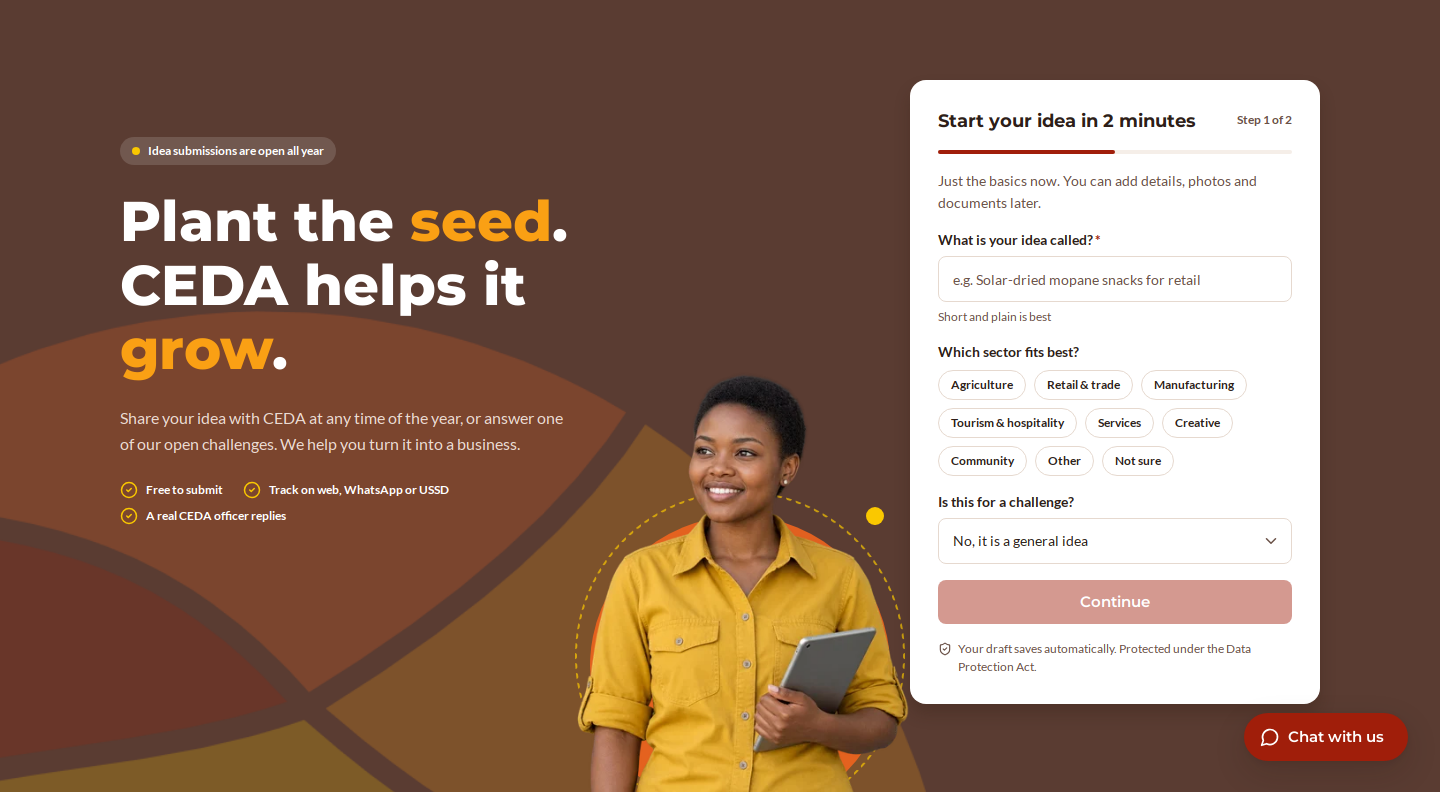 Idea submissions are open all year
Plant the seed.
CEDA helps it
grow.
Share your idea with CEDA at any time of the year, or answer one
of our open challenges. We help you turn it into a business.
Free to submit
Track on web, WhatsApp or USSD
A real CEDA officer replies
Start your idea in 2 minutes
Step 1 of 2
Just the basics now. You can add details, photos and
documents later.
What is your idea called? *
e.g. Solar-dried mopane snacks for retail
Short and plain is best
Which sector fits best?
Agriculture
Retail & trade
Manufacturing
Tourism & hospitality
Services
Creative
Community
Other
Not sure
Is this for a challenge?
No, it is a general idea
Continue
Your draft saves automatically. Protected under the Data
Protection Act.
Chat with us